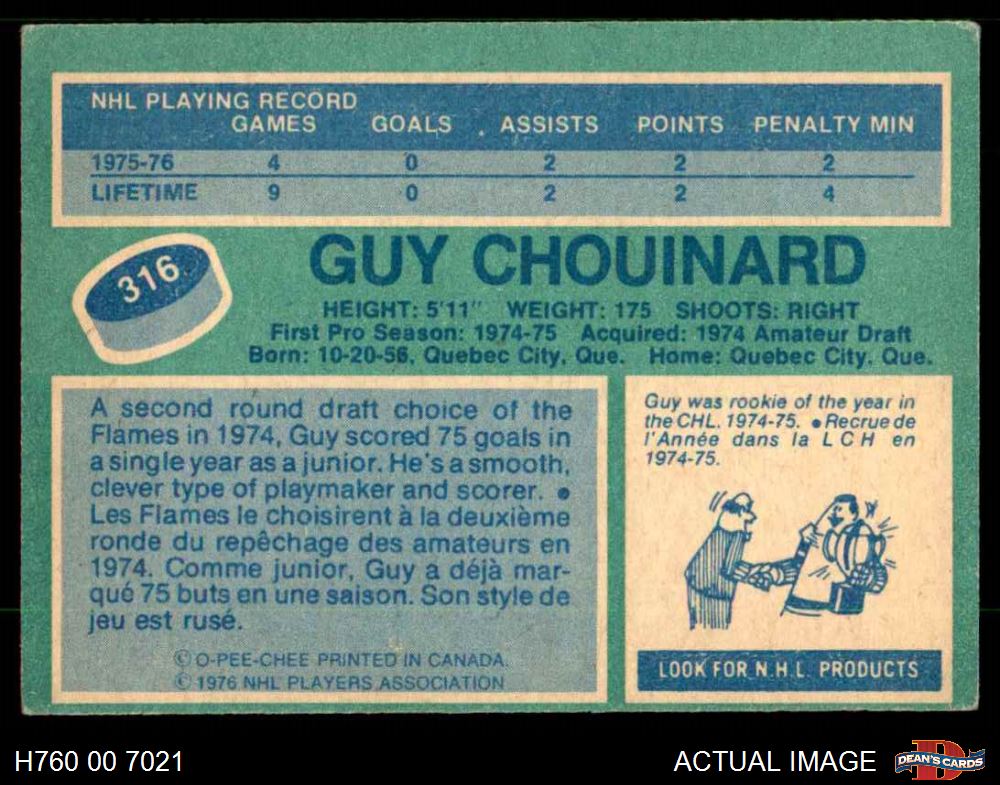 NHL PLAYING RECORD
GAMES GOALS ASSISTS POINTS PENALTY MIN
1975-76 4 0 2 2 2
LIFETIME 9 0 2 2 4
316
GUY CHOUINARD
HEIGHT: 5'11" WEIGHT: 175 SHOOTS: RIGHT
First Pro Season: 1974-75 Acquired: 1974 Amateur Draft
Born: 10-20-56, Quebec City, Que. Home: Quebec City, Que.
A second round draft choice of the
Flames in 1974, Guy scored 75 goals in
a single year as a junior. He's a smooth,
clever type of playmaker and scorer. •
Les Flames le choisirent à la deuxième
ronde du repêchage des amateurs en
1974. Comme junior, Guy a déjà mar-
qué 75 buts en une saison. Son style de
jeu est rusé.
© O-PEE-CHEE PRINTED IN CANADA.
© 1976 NHL PLAYERS ASSOCIATION
Guy was rookie of the year in
the CHL. 1974-75. • Recrue de
l'Année dans la L C H en
1974-75.
LOOK FOR N.H.L. PRODUCTS
H760 00 7021
ACTUAL IMAGE
D
DEAN'S CARDS